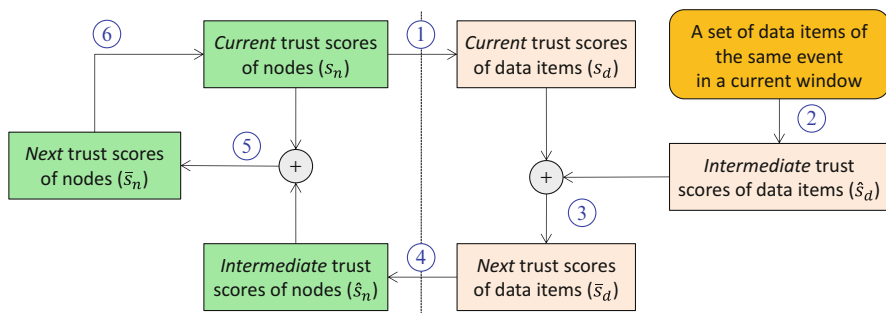 6
Current trust scores
of nodes (sₙ)
1
Current trust scores
of data items (s_d)
A set of data items of
the same event
in a current window
2
Next trust scores
of nodes (s̄ₙ)
5
+
+
3
Intermediate trust
scores of data items (ŝ_d)
Intermediate trust
scores of nodes (ŝₙ)
4
Next trust scores
of data items (s̄_d)